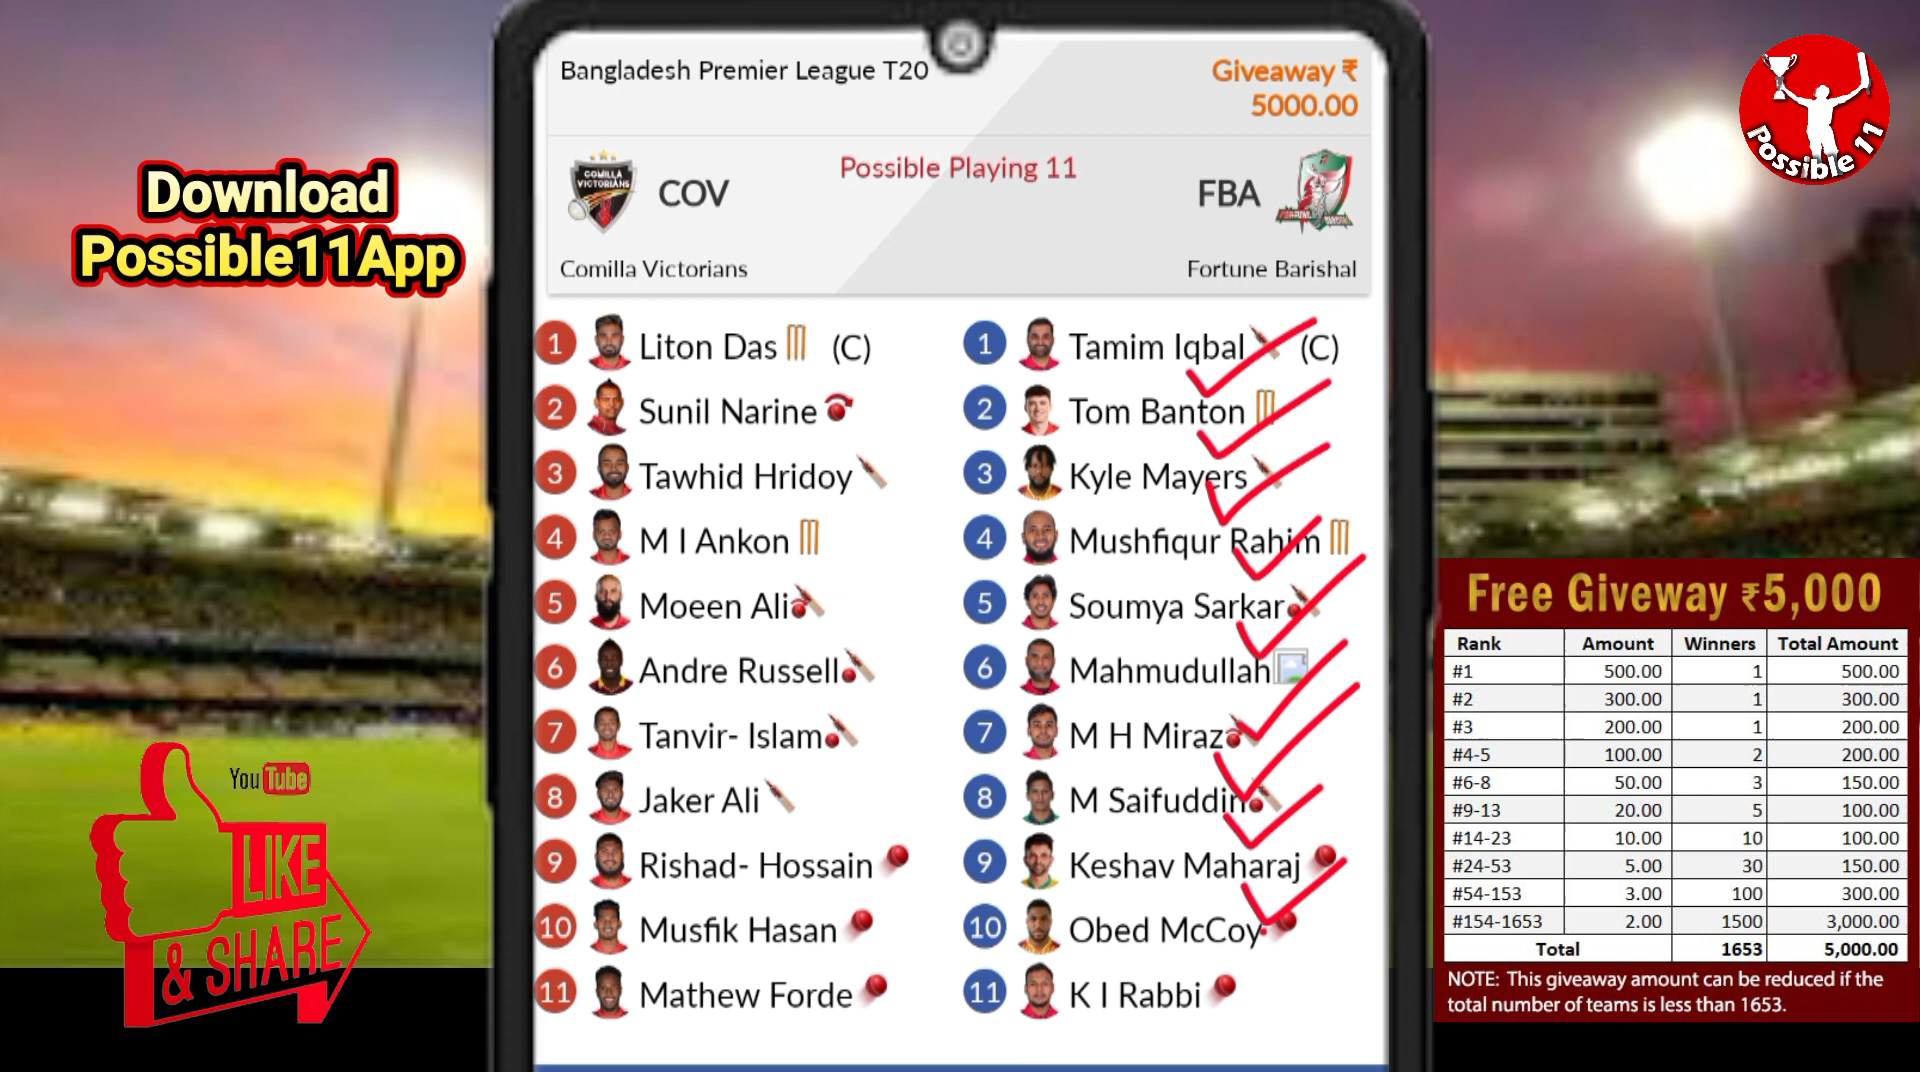 Bangladesh Premier League T20
Giveaway ₹
5000.00
Possible 11
Download
Possible11App
COMILLA
VICTORIANS
COV
Possible Playing 11
FBA
Comilla Victorians
Fortune Barishal
1 Liton Das (C)
2 Sunil Narine
3 Tawhid Hridoy
4 M I Ankon
5 Moeen Ali
6 Andre Russell
7 Tanvir- Islam
8 Jaker Ali
9 Rishad- Hossain
10 Musfik Hasan
11 Mathew Forde
1 Tamim Iqbal (C)
2 Tom Banton
3 Kyle Mayers
4 Mushfiqur Rahim
5 Soumya Sarkar
6 Mahmudullah
7 M H Miraz
8 M Saifuddin
9 Keshav Maharaj
10 Obed McCoy
11 K I Rabbi
YouTube
LIKE
& SHARE
Free Giveway ₹5,000
Rank Amount Winners Total Amount
#1 500.00 1 500.00
#2 300.00 1 300.00
#3 200.00 1 200.00
#4-5 100.00 2 200.00
#6-8 50.00 3 150.00
#9-13 20.00 5 100.00
#14-23 10.00 10 100.00
#24-53 5.00 30 150.00
#54-153 3.00 100 300.00
#154-1653 2.00 1500 3,000.00
Total 1653 5,000.00
NOTE: This giveaway amount can be reduced if the
total number of teams is less than 1653.